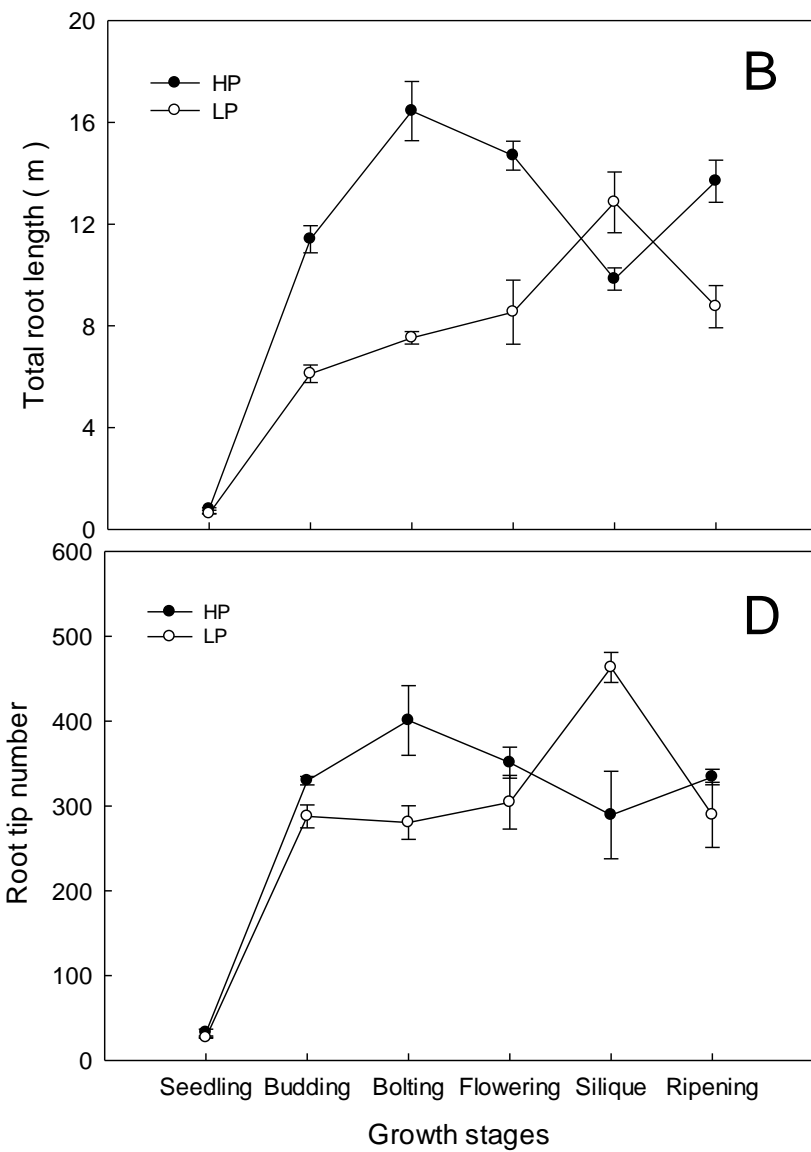 20
16
12
8
4
0
Total root length ( m )
HP
LP
B
600
500
400
300
200
100
0
Root tip number
HP
LP
D
Seedling Budding Bolting Flowering Silique Ripening
Growth stages